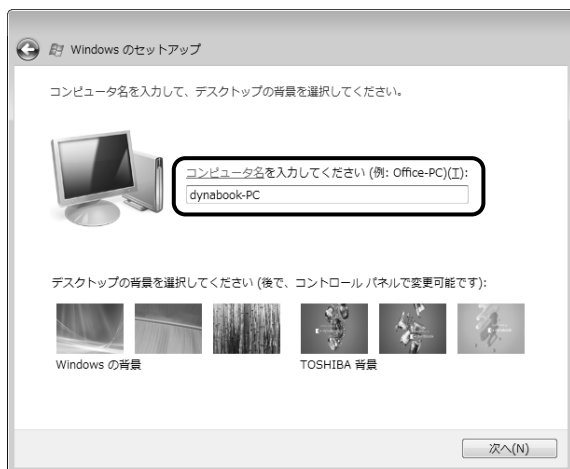 Windows のセットアップ
コンピュータ名を入力して、デスクトップの背景を選択してください。
コンピュータ名を入力してください (例: Office-PC)(T):
dynabook-PC
デスクトップの背景を選択してください (後で、コントロール パネルで変更可能です):
Windows の背景
TOSHIBA 背景
次へ(N)